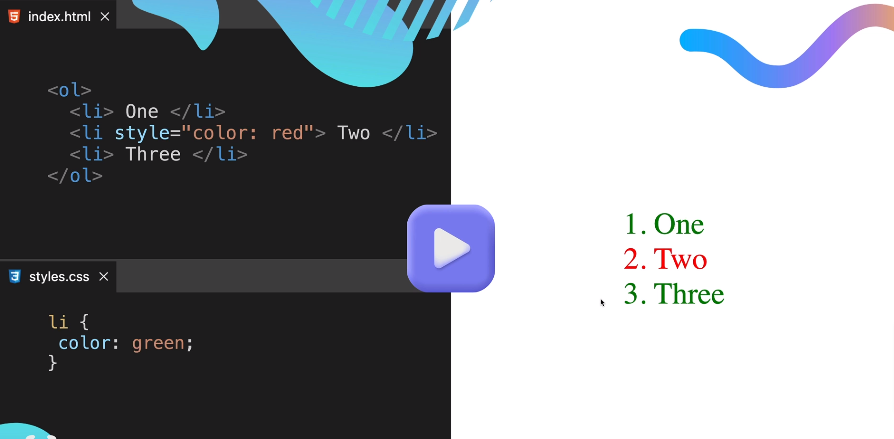 index.html
<ol>
<li> One </li>
<li style="color: red"> Two </li>
<li> Three </li>
</ol>
styles.css
li {
color: green;
}
1. One
2. Two
3. Three